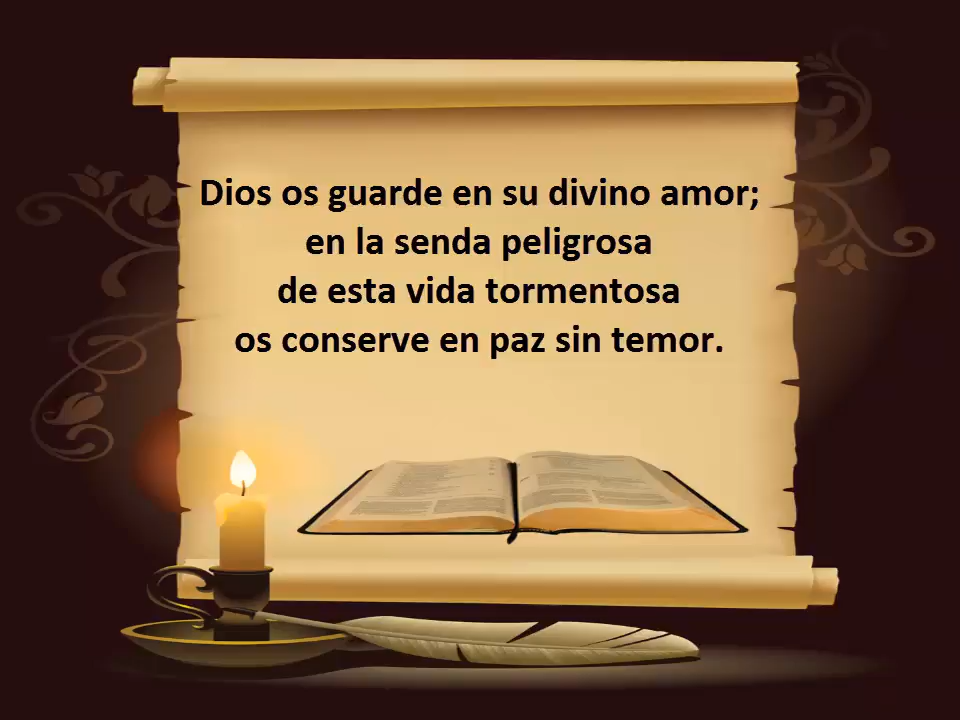 Dios os guarde en su divino amor;
en la senda peligrosa
de esta vida tormentosa
os conserve en paz sin temor.